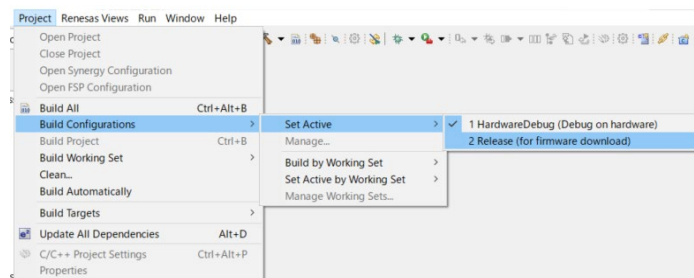 Project Renesas Views Run Window Help
Open Project
Close Project
Open Synergy Configuration
Open FSP Configuration
Build All Ctrl+Alt+B
Build Configurations >
Build Project Ctrl+B
Build Working Set >
Clean...
Build Automatically
Build Targets >
Update All Dependencies Alt+D
C/C++ Project Settings Ctrl+Alt+P
Properties
Set Active >
Manage...
Build by Working Set >
Set Active by Working Set >
Manage Working Sets...
1 HardwareDebug (Debug on hardware)
2 Release (for firmware download)